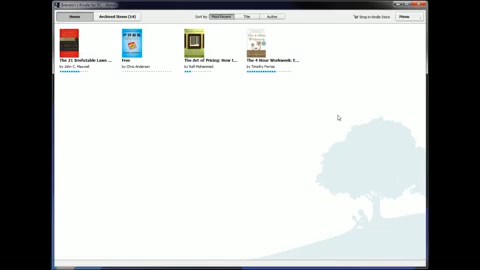 Home
Archived Items (14)
Sort by:
Most Recent
Title
Author
Shop in Kindle Store
Menu
The 21 Irrefutable Laws ...
by John C. Maxwell
Free
by Chris Anderson
The Art of Pricing: How t...
by Rafi Mohammed
The 4-Hour Workweek: E...
by Timothy Ferriss